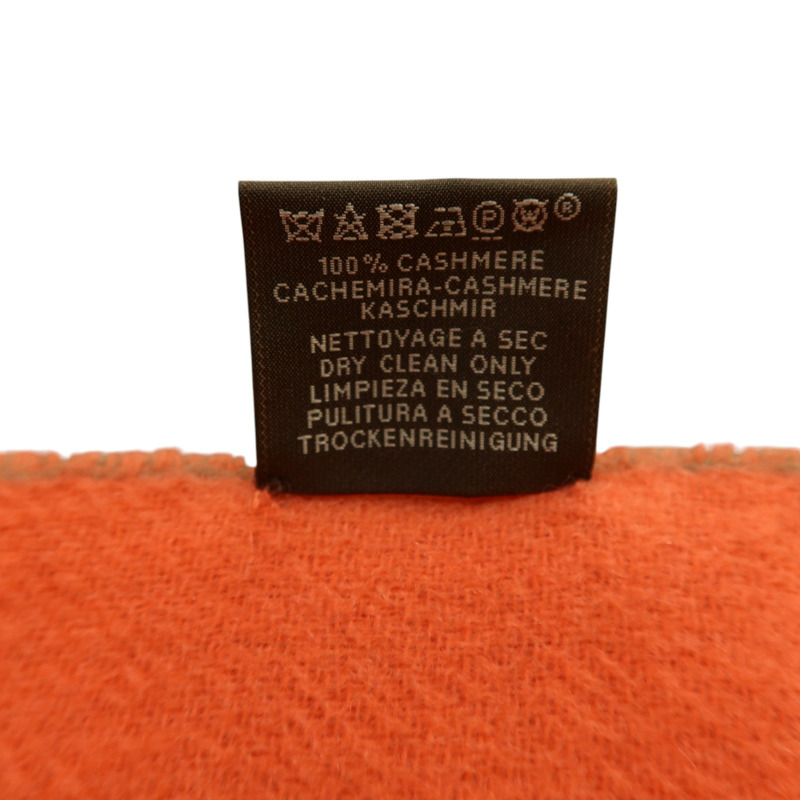 P W ®
100% CASHMERE
CACHEMIRA-CASHMERE
KASCHMIR
NETTOYAGE A SEC
DRY CLEAN ONLY
LIMPIEZA EN SECO
PULITURA A SECCO
TROCKENREINIGUNG